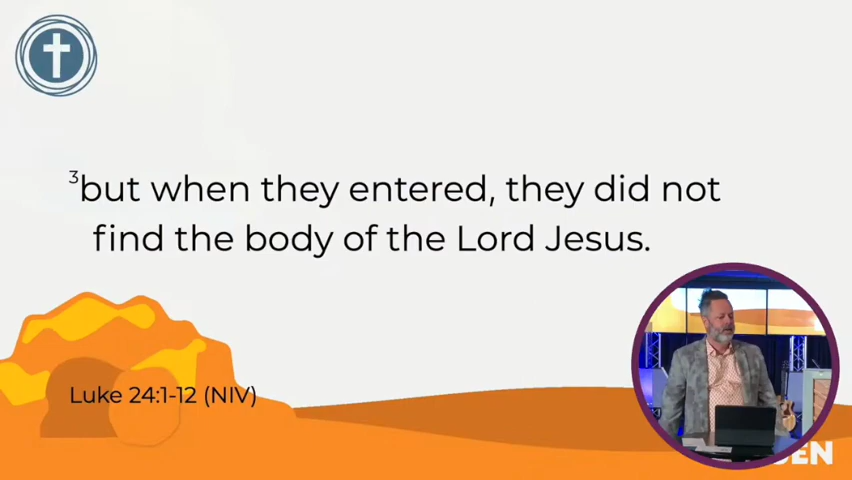 ³but when they entered, they did not
find the body of the Lord Jesus.
Luke 24:1-12 (NIV)